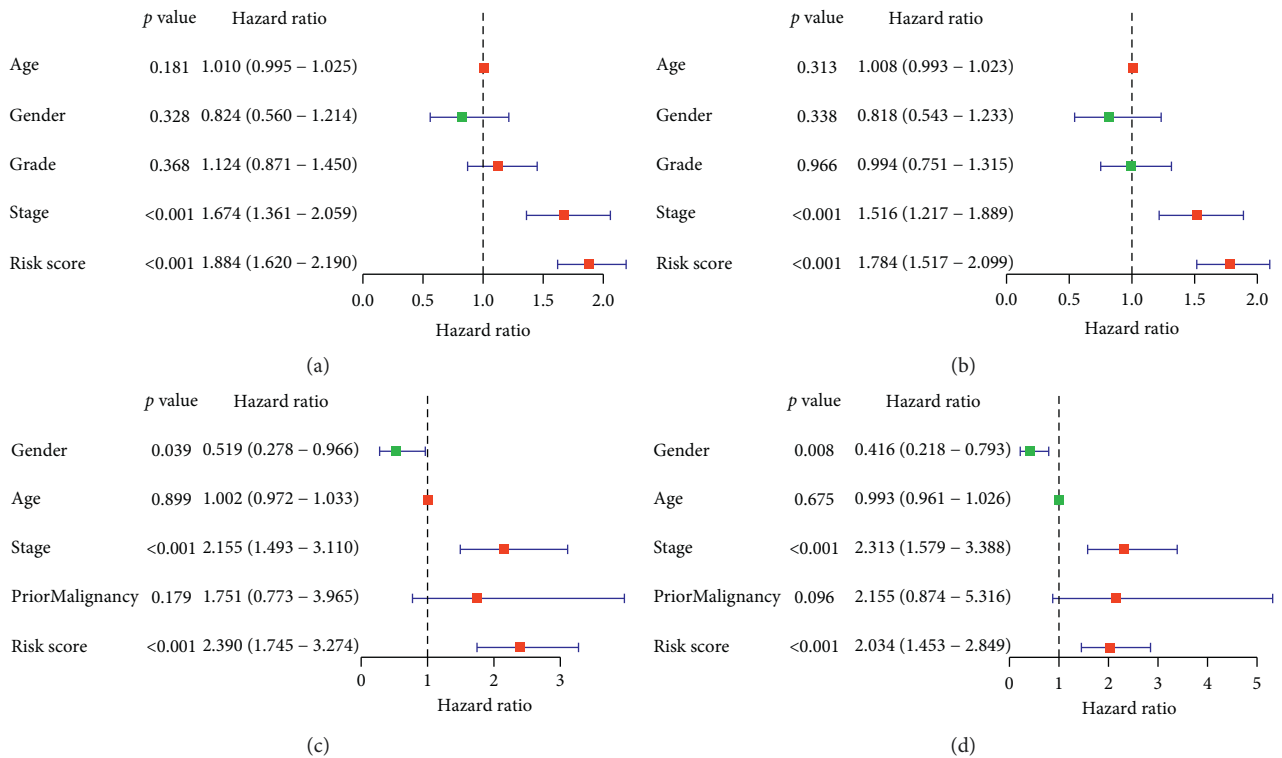 p value Hazard ratio
Age 0.181 1.010 (0.995 − 1.025)
Gender 0.328 0.824 (0.560 − 1.214)
Grade 0.368 1.124 (0.871 − 1.450)
Stage <0.001 1.674 (1.361 − 2.059)
Risk score <0.001 1.884 (1.620 − 2.190)
0.0 0.5 1.0 1.5 2.0
Hazard ratio
(a)
p value Hazard ratio
Age 0.313 1.008 (0.993 − 1.023)
Gender 0.338 0.818 (0.543 − 1.233)
Grade 0.966 0.994 (0.751 − 1.315)
Stage <0.001 1.516 (1.217 − 1.889)
Risk score <0.001 1.784 (1.517 − 2.099)
0.0 0.5 1.0 1.5 2.0
Hazard ratio
(b)
p value Hazard ratio
Gender 0.039 0.519 (0.278 − 0.966)
Age 0.899 1.002 (0.972 − 1.033)
Stage <0.001 2.155 (1.493 − 3.110)
PriorMalignancy 0.179 1.751 (0.773 − 3.965)
Risk score <0.001 2.390 (1.745 − 3.274)
0 1 2 3
Hazard ratio
(c)
p value Hazard ratio
Gender 0.008 0.416 (0.218 − 0.793)
Age 0.675 0.993 (0.961 − 1.026)
Stage <0.001 2.313 (1.579 − 3.388)
PriorMalignancy 0.096 2.155 (0.874 − 5.316)
Risk score <0.001 2.034 (1.453 − 2.849)
0 1 2 3 4 5
Hazard ratio
(d)